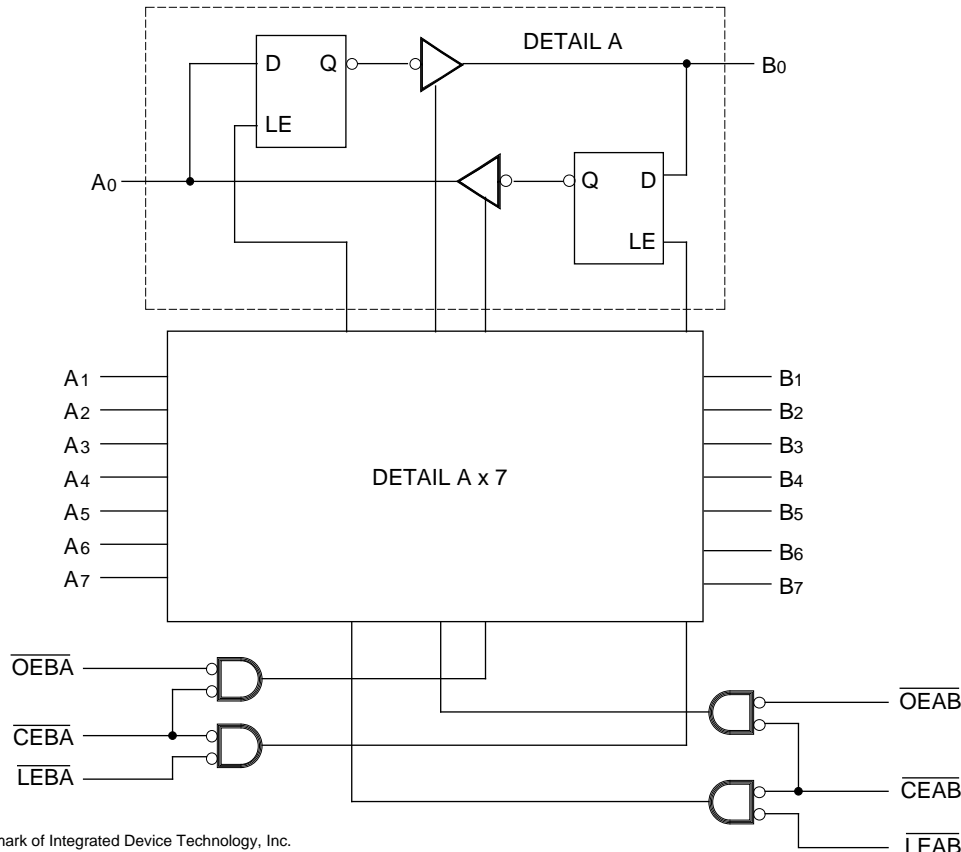 DETAIL A
D Q
B0
LE
A0
Q D
LE
A1 B1
A2 B2
A3 B3
A4 B4
DETAIL A x 7
A5 B5
A6 B6
A7 B7
OEBA
OEAB
CEBA
LEBA
CEAB
mark of Integrated Device Technology, Inc.
LEAB